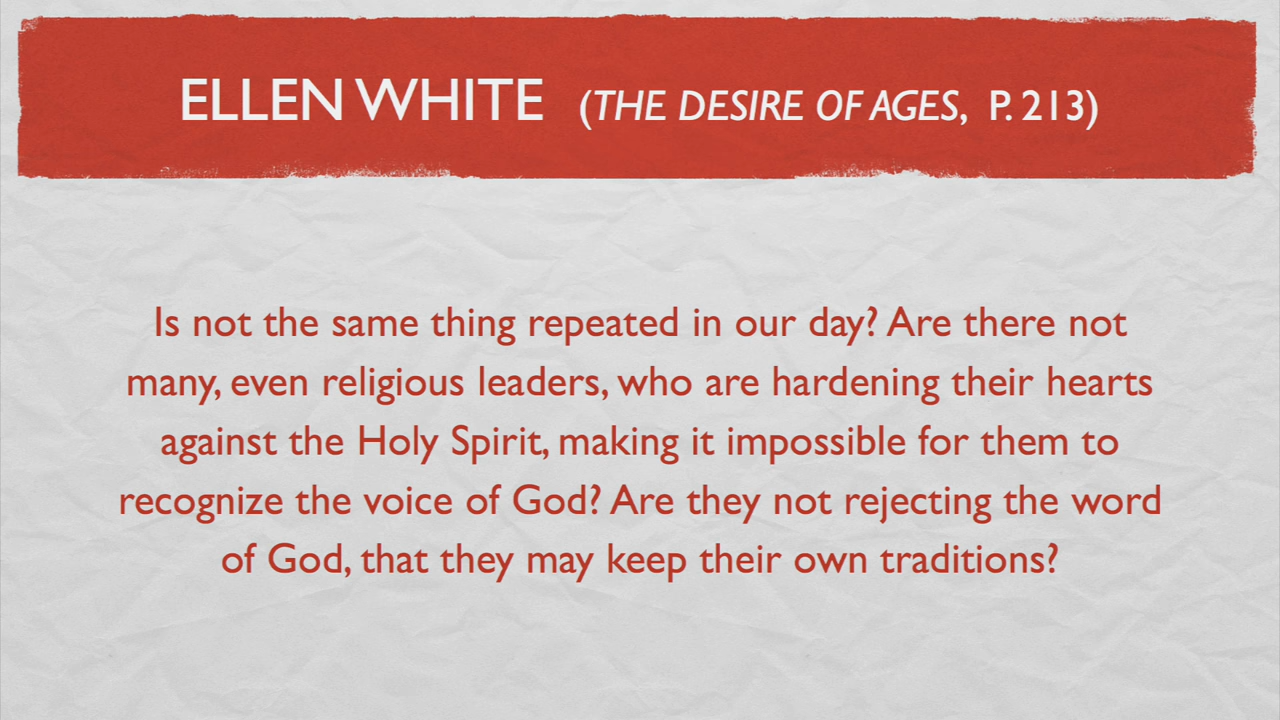 ELLEN WHITE (THE DESIRE OF AGES, P. 213)
Is not the same thing repeated in our day? Are there not
many, even religious leaders, who are hardening their hearts
against the Holy Spirit, making it impossible for them to
recognize the voice of God? Are they not rejecting the word
of God, that they may keep their own traditions?